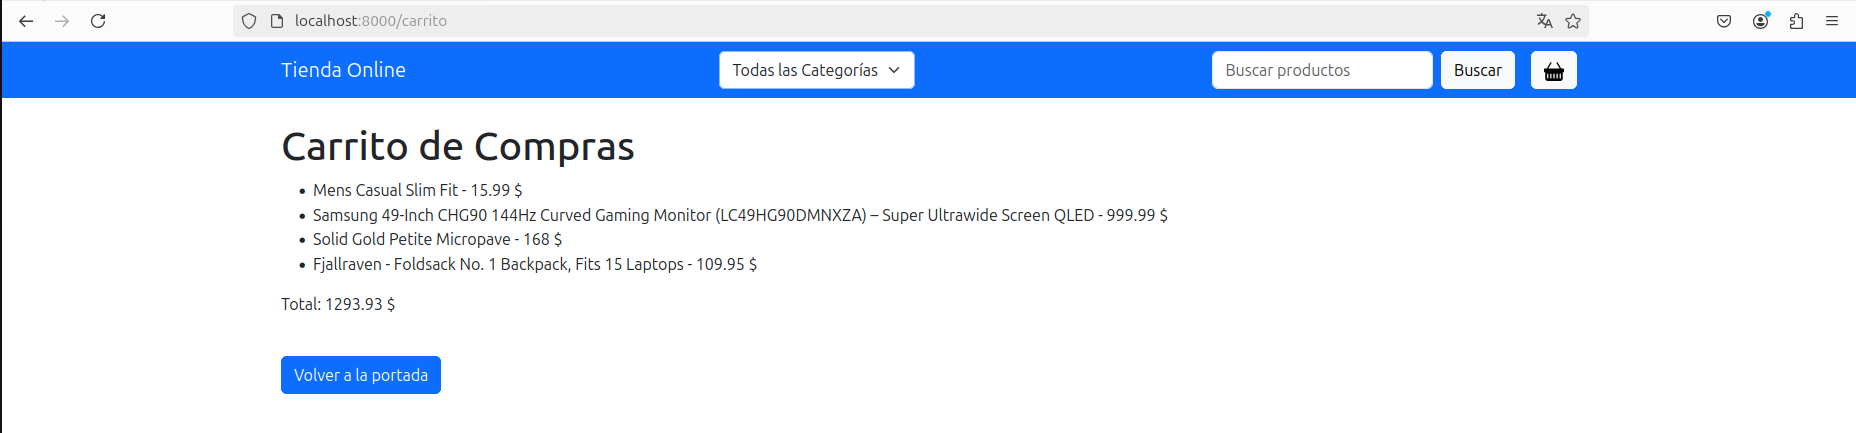 localhost:8000/carrito
Tienda Online
Todas las Categorías
Buscar productos
Buscar
Carrito de Compras
Mens Casual Slim Fit - 15.99 $
Samsung 49-Inch CHG90 144Hz Curved Gaming Monitor (LC49HG90DMNXZA) – Super Ultrawide Screen QLED - 999.99 $
Solid Gold Petite Micropave - 168 $
Fjallraven - Foldsack No. 1 Backpack, Fits 15 Laptops - 109.95 $
Total: 1293.93 $
Volver a la portada